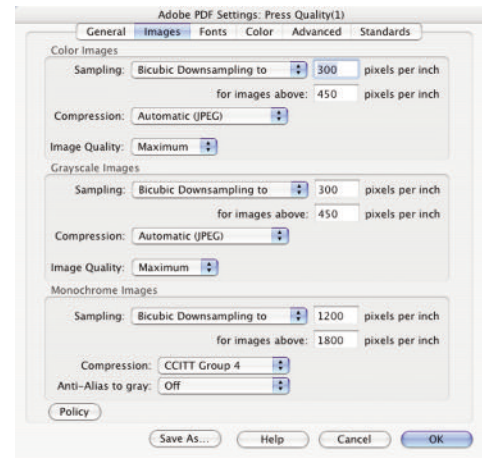 Adobe PDF Settings: Press Quality(1)
General Images Fonts Color Advanced Standards
Color Images
Sampling: Bicubic Downsampling to 300 pixels per inch
for images above: 450 pixels per inch
Compression: Automatic (JPEG)
Image Quality: Maximum
Grayscale Images
Sampling: Bicubic Downsampling to 300 pixels per inch
for images above: 450 pixels per inch
Compression: Automatic (JPEG)
Image Quality: Maximum
Monochrome Images
Sampling: Bicubic Downsampling to 1200 pixels per inch
for images above: 1800 pixels per inch
Compression: CCITT Group 4
Anti-Alias to gray: Off
Policy
Save As... Help Cancel OK